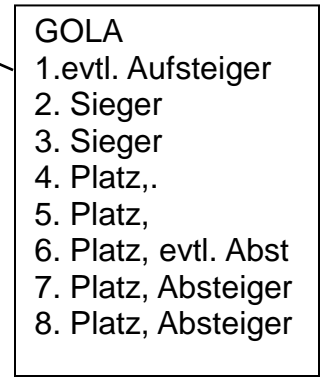 GOLA
1.evtl. Aufsteiger
2. Sieger
3. Sieger
4. Platz,.
5. Platz,
6. Platz, evtl. Abst
7. Platz, Absteiger
8. Platz, Absteiger